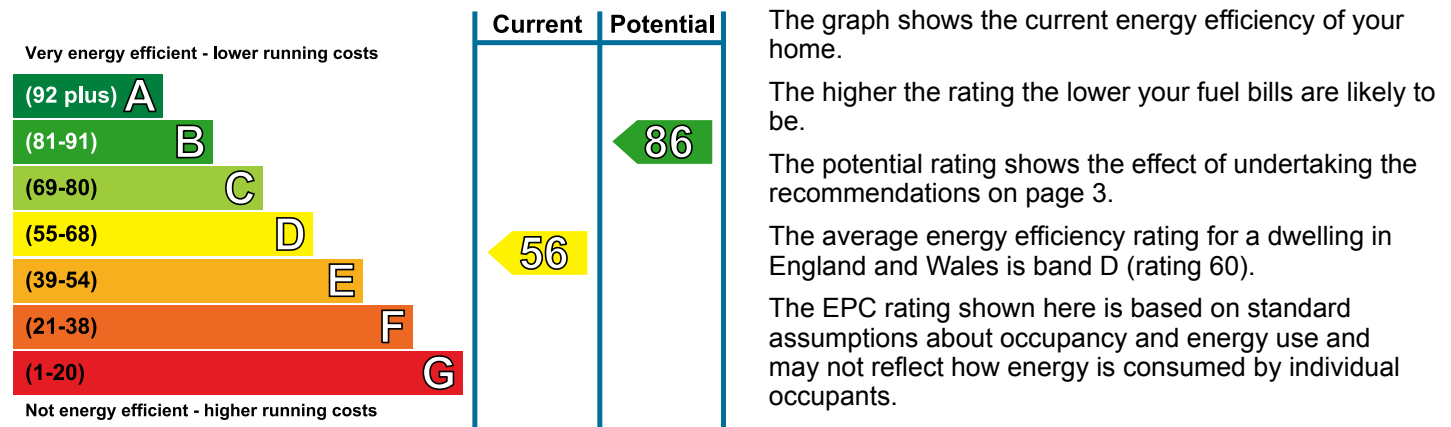 Current Potential
Very energy efficient - lower running costs
(92 plus) A
(81-91) B
86
(69-80) C
(55-68) D
56
(39-54) E
(21-38) F
(1-20) G
Not energy efficient - higher running costs
The graph shows the current energy efficiency of your
home.
The higher the rating the lower your fuel bills are likely to
be.
The potential rating shows the effect of undertaking the
recommendations on page 3.
The average energy efficiency rating for a dwelling in
England and Wales is band D (rating 60).
The EPC rating shown here is based on standard
assumptions about occupancy and energy use and
may not reflect how energy is consumed by individual
occupants.